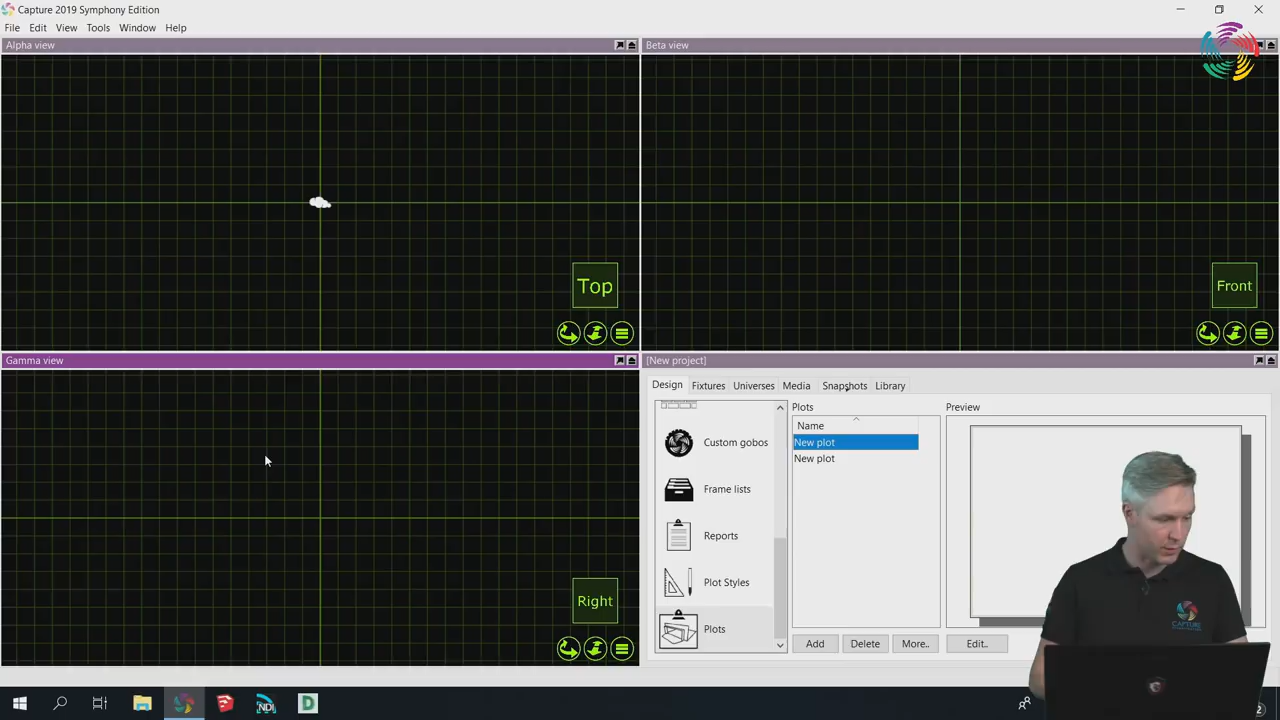 Capture 2019 Symphony Edition
File Edit View Tools Window Help
Alpha view
Beta view
Top
Front
Gamma view
[New project]
Design Fixtures Universes Media Snapshots Library
Plots
Preview
Name
New plot
New plot
Custom gobos
Frame lists
Reports
Plot Styles
Plots
Add Delete More.. Edit..
Right
NDI
D
CAPTURE